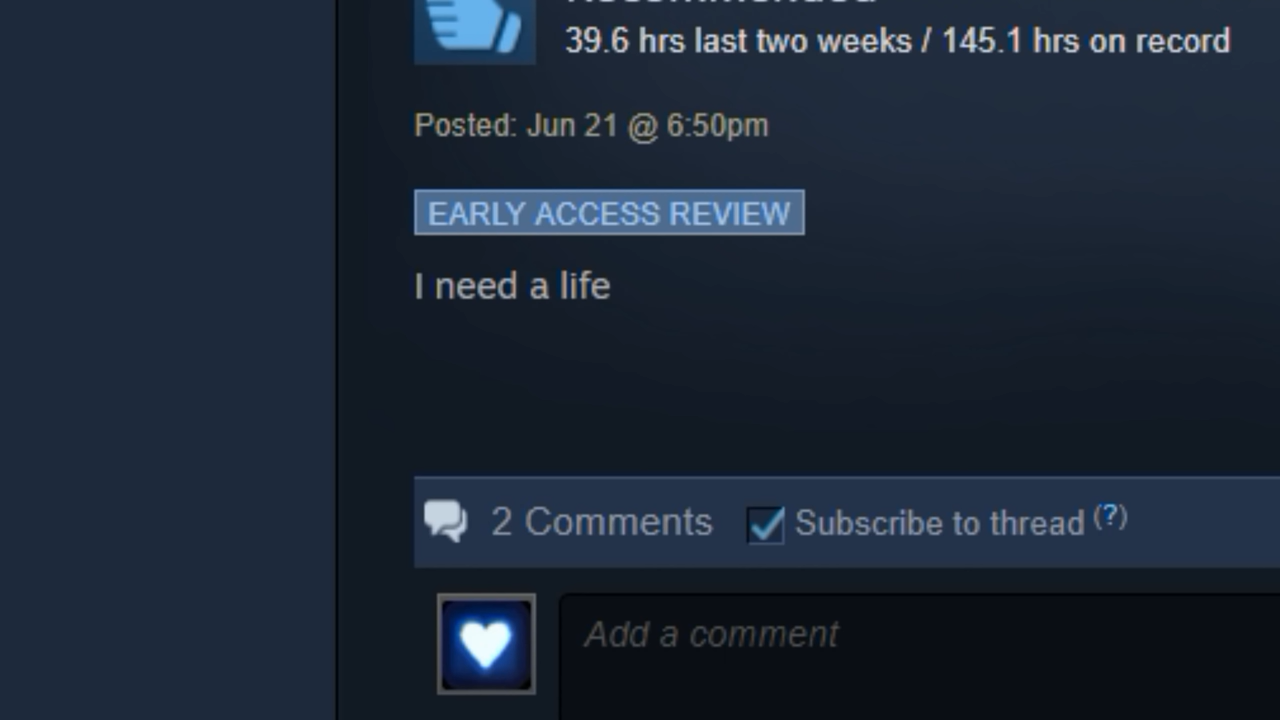 Recommended
39.6 hrs last two weeks / 145.1 hrs on record
Posted: Jun 21 @ 6:50pm
EARLY ACCESS REVIEW
I need a life
2 Comments Subscribe to thread (?)
Add a comment